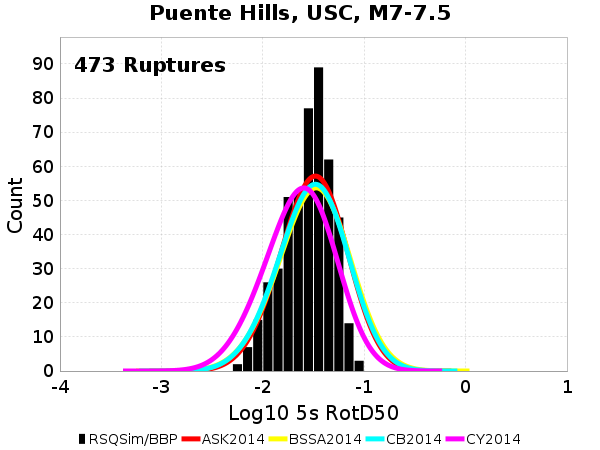 Puente Hills, USC, M7-7.5
473 Ruptures
90
80
70
60
50
40
30
20
10
0
Count
-4 -3 -2 -1 0 1
Log10 5s RotD50
RSQSim/BBP ASK2014 BSSA2014 CB2014 CY2014